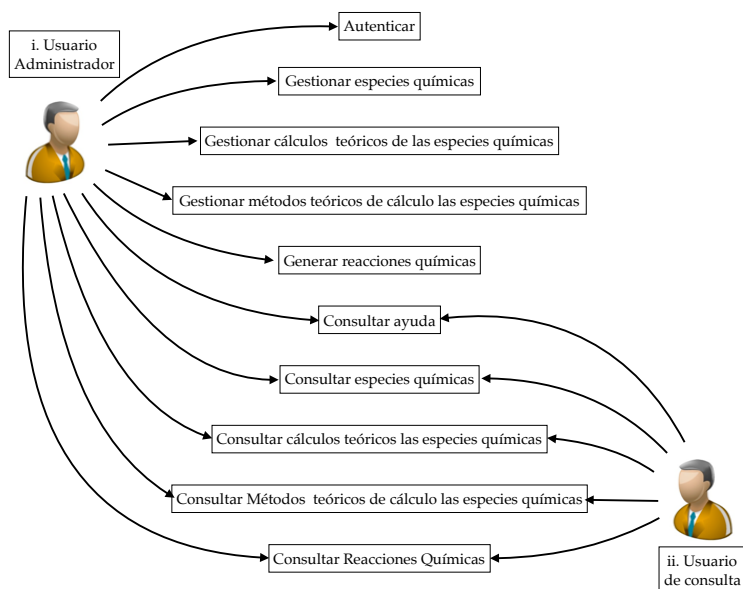 i. Usuario
Administrador
Autenticar
Gestionar especies químicas
Gestionar cálculos teóricos de las especies químicas
Gestionar métodos teóricos de cálculo las especies químicas
Generar reacciones químicas
Consultar ayuda
Consultar especies químicas
Consultar cálculos teóricos las especies químicas
Consultar Métodos teóricos de cálculo las especies químicas
Consultar Reacciones Químicas
ii. Usuario
de consulta